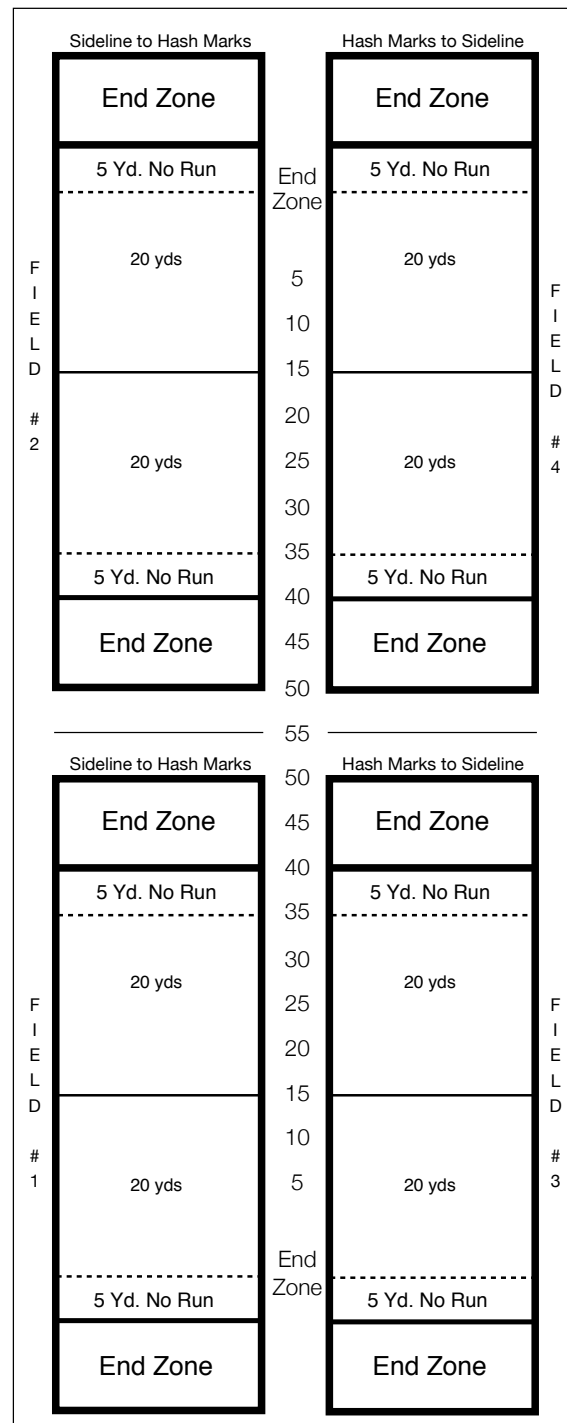 Sideline to Hash Marks
End Zone
5 Yd. No Run
20 yds
20 yds
5 Yd. No Run
End Zone
FIELD #2
Hash Marks to Sideline
End Zone
5 Yd. No Run
20 yds
20 yds
5 Yd. No Run
End Zone
FIELD #4
End
Zone
5
10
15
20
25
30
35
40
45
50
55
50
45
40
35
30
25
20
15
10
5
End
Zone
Sideline to Hash Marks
End Zone
5 Yd. No Run
20 yds
20 yds
5 Yd. No Run
End Zone
FIELD #1
Hash Marks to Sideline
End Zone
5 Yd. No Run
20 yds
20 yds
5 Yd. No Run
End Zone
FIELD #3